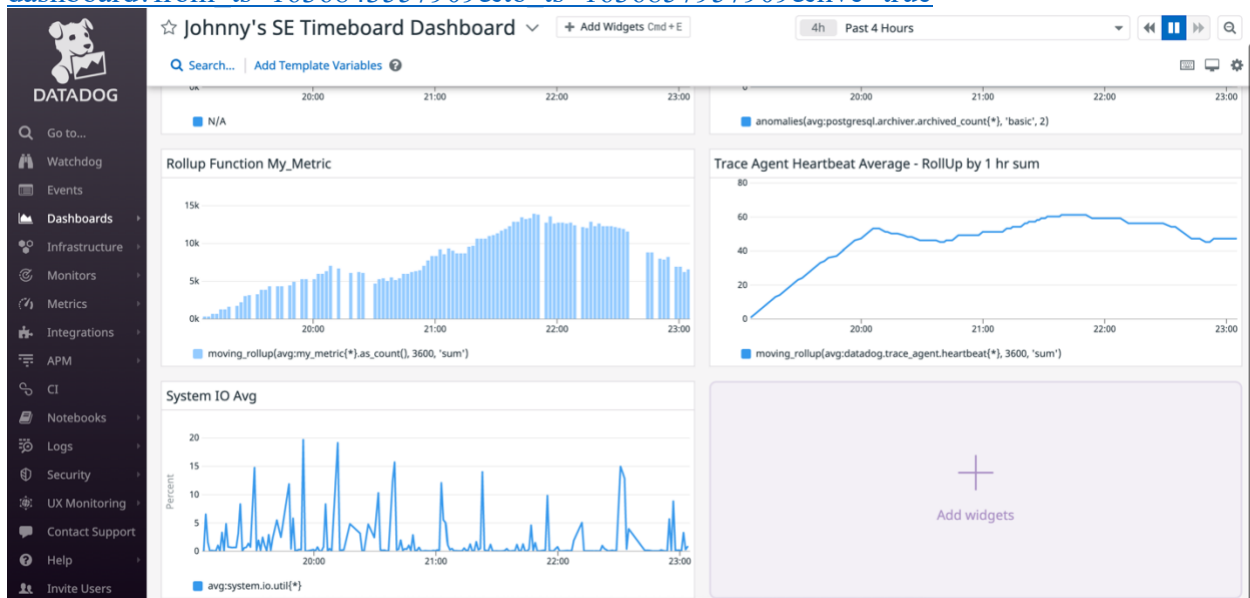 Johnny's SE Timeboard Dashboard
+ Add Widgets Cmd+E
4h Past 4 Hours
Search... Add Template Variables
DATADOG
Go to...
Watchdog
Events
Dashboards
Infrastructure
Monitors
Metrics
Integrations
APM
CI
Notebooks
Logs
Security
UX Monitoring
Contact Support
Help
Invite Users
20:00 21:00 22:00 23:00
N/A
20:00 21:00 22:00 23:00
anomalies(avg:postgresql.archiver.archived_count{*}, 'basic', 2)
Rollup Function My_Metric
15k
10k
5k
0k
20:00 21:00 22:00 23:00
moving_rollup(avg:my_metric{*}.as_count(), 3600, 'sum')
Trace Agent Heartbeat Average - RollUp by 1 hr sum
80
60
40
20
0
20:00 21:00 22:00 23:00
moving_rollup(avg:datadog.trace_agent.heartbeat{*}, 3600, 'sum')
System IO Avg
Percent
20
15
10
5
0
20:00 21:00 22:00 23:00
avg:system.io.util{*}
Add widgets